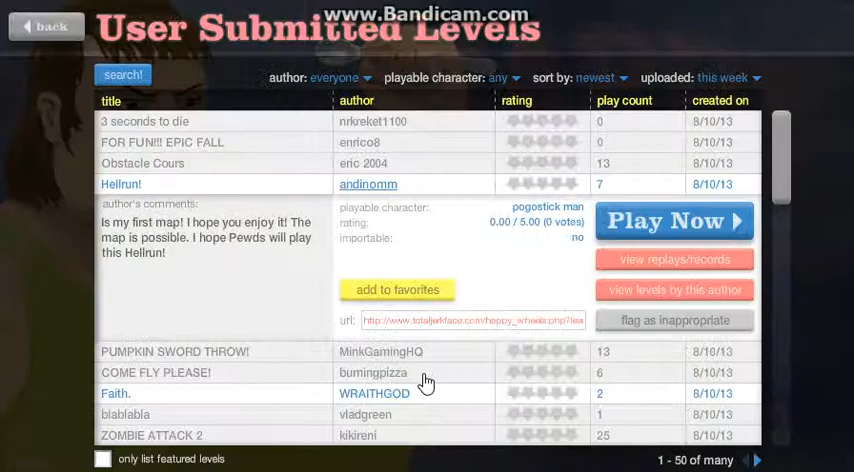 www.Bandicam.com
back
User Submitted Levels
search!
author: everyone
playable character: any
sort by: newest
uploaded: this week
title author rating play count created on
3 seconds to die nrkreket1100 0 8/10/13
FOR FUN!!! EPIC FALL enrico8 0 8/10/13
Obstacle Cours eric 2004 13 8/10/13
Hellrun! andinomm 7 8/10/13
author's comments:
Is my first map! I hope you enjoy it! The
map is possible. I hope Pewds will play
this Hellrun!
playable character: pogostick man
rating: 0.00 / 5.00 (0 votes)
importable: no
add to favorites
url: http://www.totaljerkface.com/happy_wheels.php?lev
Play Now
view replays/records
view levels by this author
flag as inappropriate
PUMPKIN SWORD THROW! MinkGamingHQ 13 8/10/13
COME FLY PLEASE! burningpizza 6 8/10/13
Faith. WRAITHGOD 2 8/10/13
blablabla vladgreen 1 8/10/13
ZOMBIE ATTACK 2 kikireni 25 8/10/13
only list featured levels
1 - 50 of many